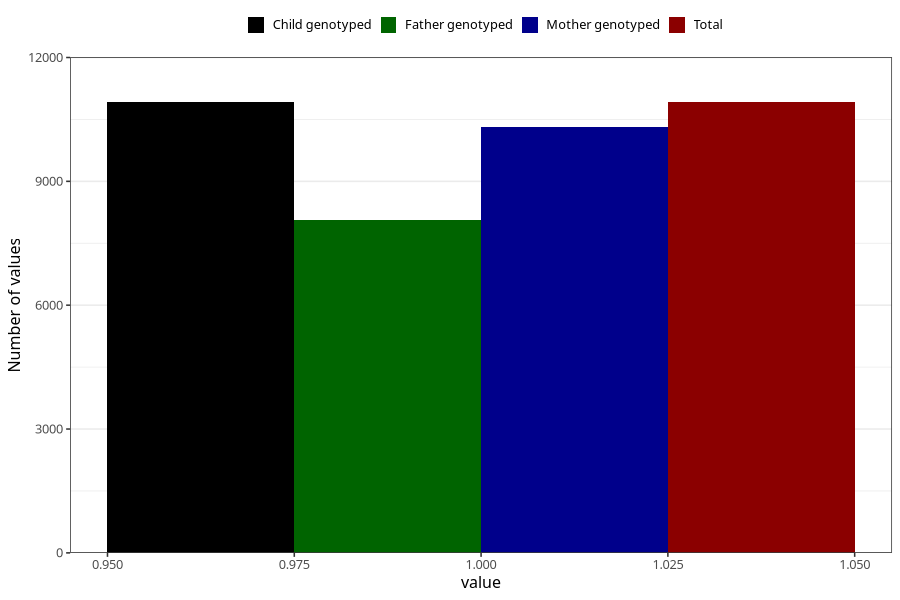 Child genotyped Father genotyped Mother genotyped Total
12000
9000
6000
3000
0
Number of values
0.950 0.975 1.000 1.025 1.050
value